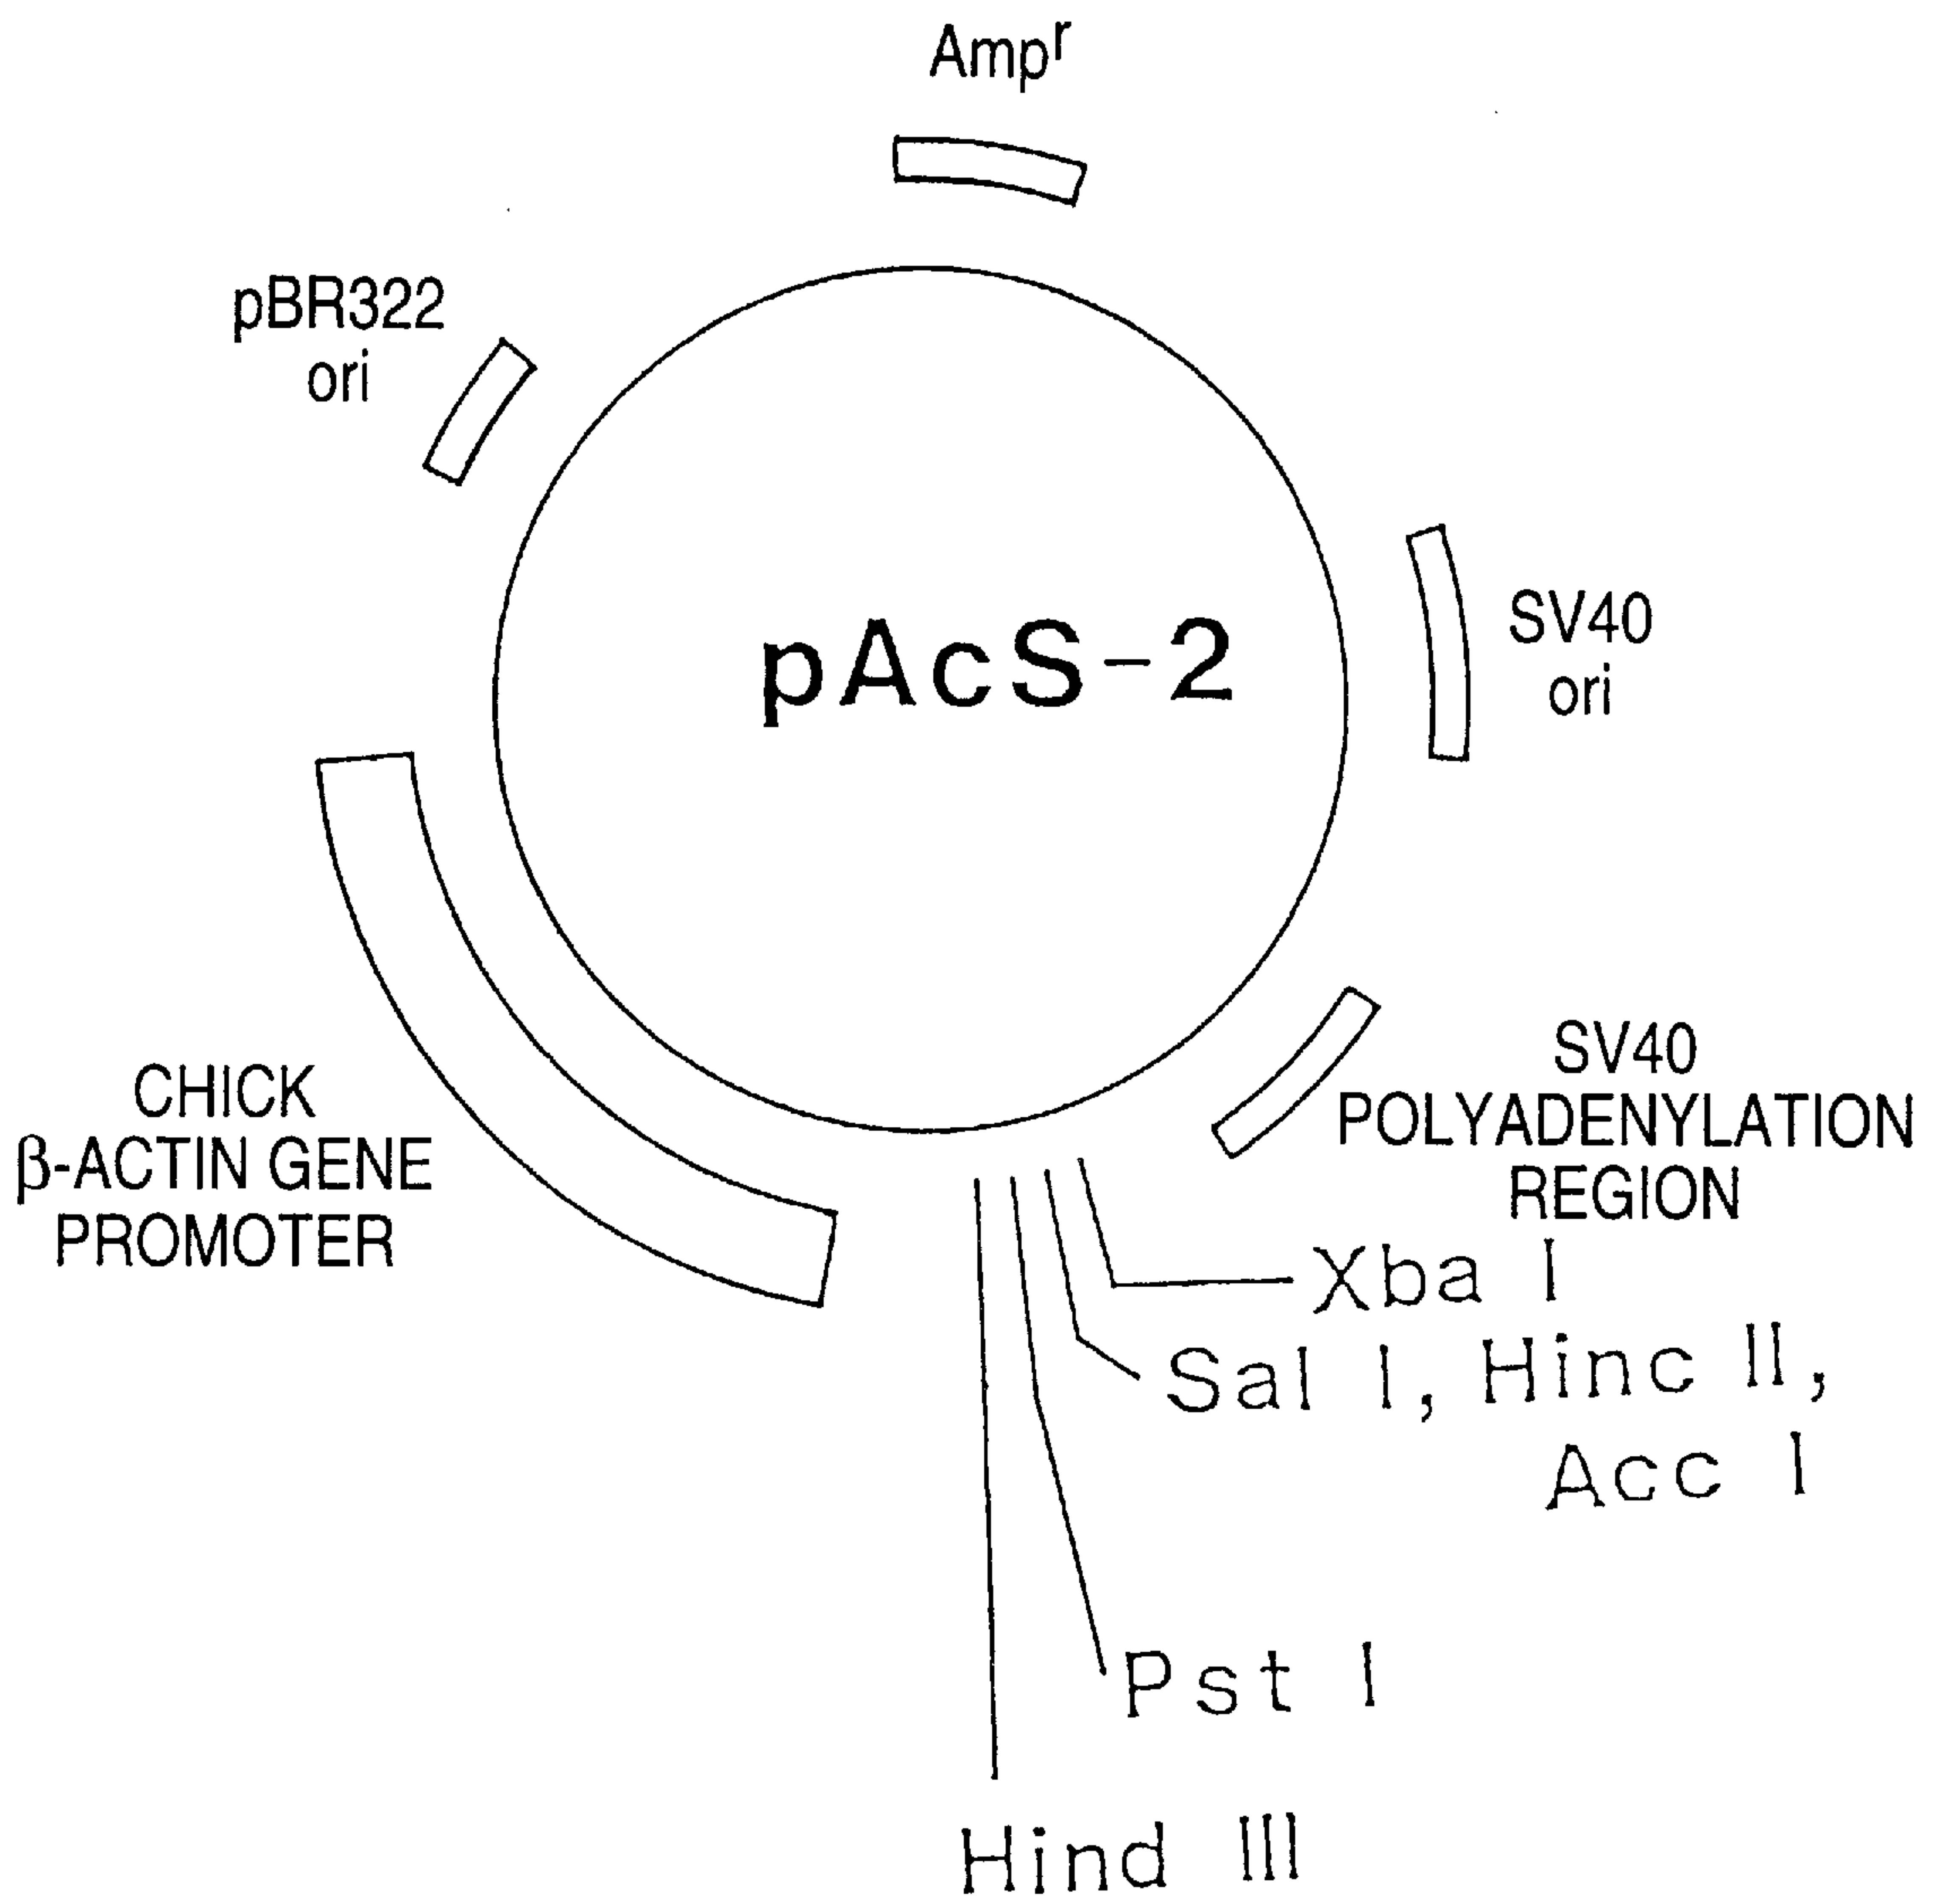 Ampʳ
pBR322
ori
SV40
ori
pAcS-2
CHICK
β-ACTIN GENE
PROMOTER
SV40
POLYADENYLATION
REGION
Xba I
Sal I, Hinc II,
Acc I
Pst I
Hind III